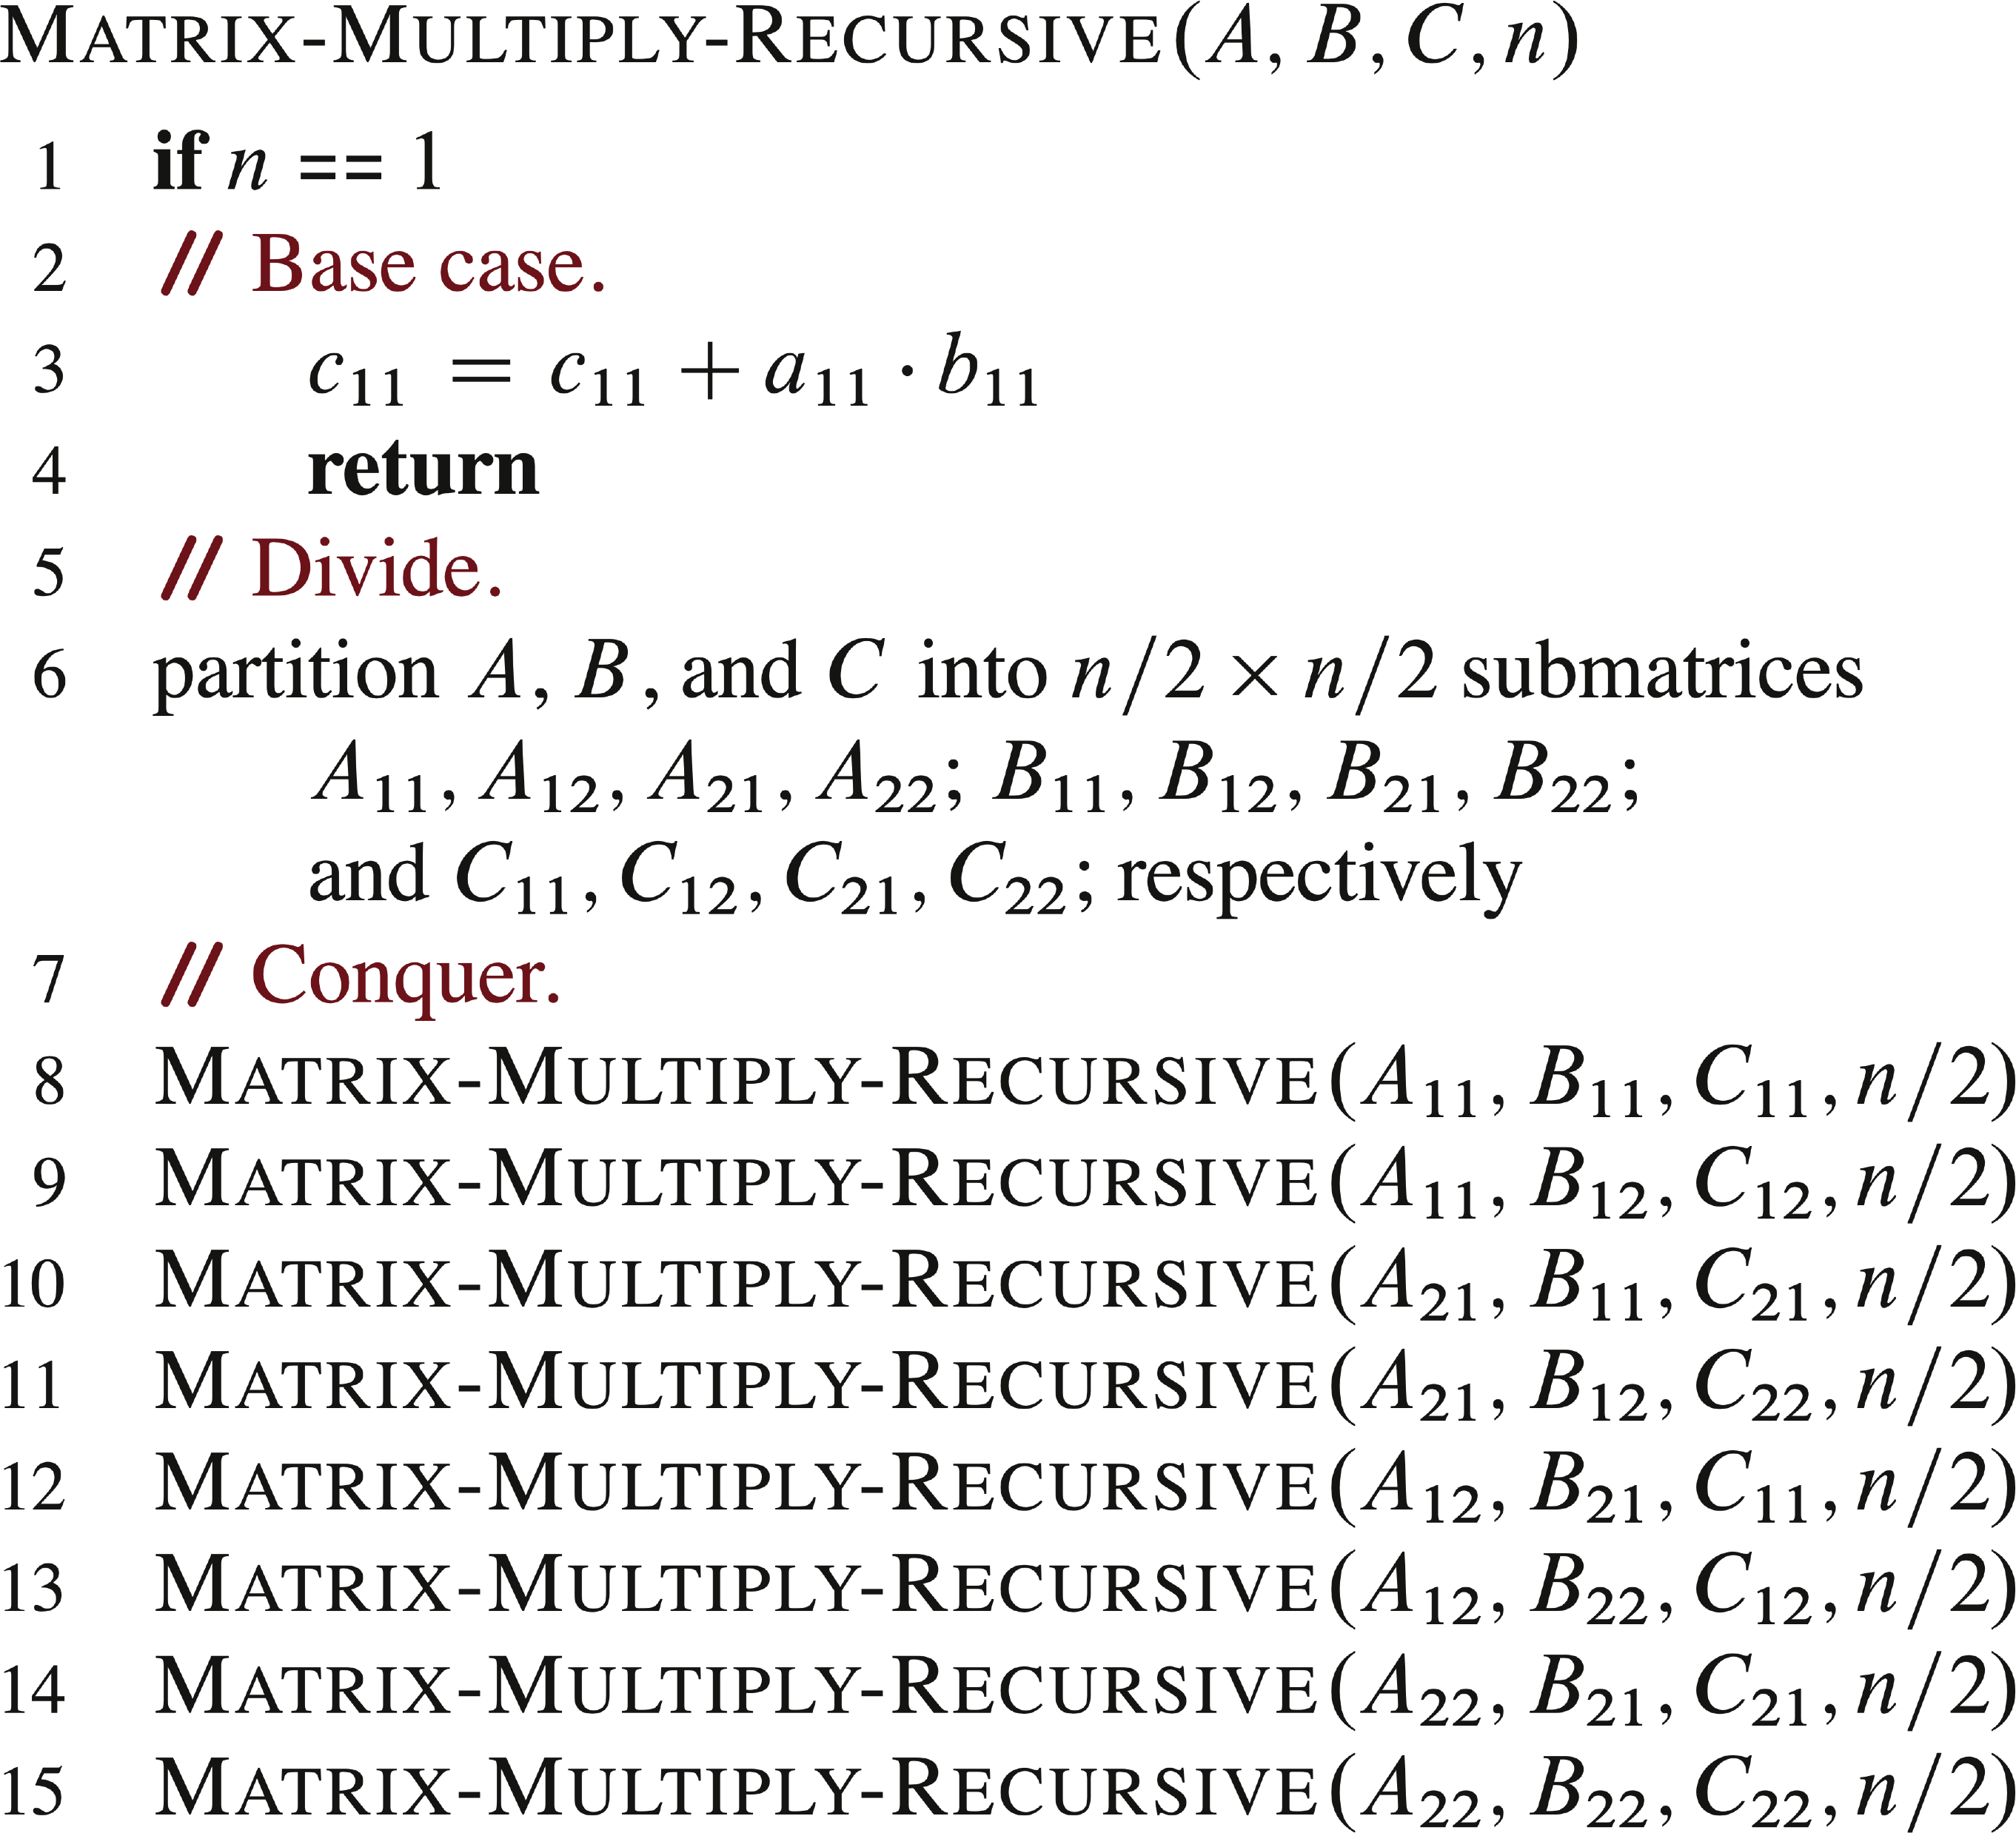 MATRIX-MULTIPLY-RECURSIVE(A, B, C, n)
1 if n == 1
2 // Base case.
3 c₁₁ = c₁₁ + a₁₁ · b₁₁
4 return
5 // Divide.
6 partition A, B, and C into n/2 × n/2 submatrices
A₁₁, A₁₂, A₂₁, A₂₂; B₁₁, B₁₂, B₂₁, B₂₂;
and C₁₁, C₁₂, C₂₁, C₂₂; respectively
7 // Conquer.
8 MATRIX-MULTIPLY-RECURSIVE(A₁₁, B₁₁, C₁₁, n/2)
9 MATRIX-MULTIPLY-RECURSIVE(A₁₁, B₁₂, C₁₂, n/2)
10 MATRIX-MULTIPLY-RECURSIVE(A₂₁, B₁₁, C₂₁, n/2)
11 MATRIX-MULTIPLY-RECURSIVE(A₂₁, B₁₂, C₂₂, n/2)
12 MATRIX-MULTIPLY-RECURSIVE(A₁₂, B₂₁, C₁₁, n/2)
13 MATRIX-MULTIPLY-RECURSIVE(A₁₂, B₂₂, C₁₂, n/2)
14 MATRIX-MULTIPLY-RECURSIVE(A₂₂, B₂₁, C₂₁, n/2)
15 MATRIX-MULTIPLY-RECURSIVE(A₂₂, B₂₂, C₂₂, n/2)